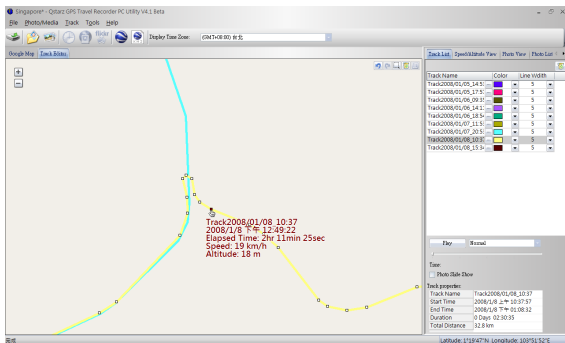 Singapore* - Qstarz GPS Travel Recorder PC Utility V4.1 Beta
File Photo/Media Track Tools Help
flickr
Display Time Zone: (GMT+08:00) 台北
Google Map Track Editor
Track List Speed/Altitude View Photo View Photo List
Track Name Color Line Width
Track2008/01/05_14:5 ... 5
Track2008/01/05_17:5 ... 5
Track2008/01/06_09:3 ... 5
Track2008/01/06_14:1 ... 5
Track2008/01/06_18:5 ... 5
Track2008/01/07_11:5 ... 5
Track2008/01/07_20:5 ... 5
Track2008/01/08_10:3 ... 5
Track2008/01/08_15:3 ... 5
Track2008/01/08_10:37
2008/1/8 下午 12:49:22
Elapsed Time: 2hr 11min 25sec
Speed: 19 km/h
Altitude: 18 m
Play Normal
Time:
Photo Slide Show
Track properties:
Track Name Track2008/01/08_10:37
Start Time 2008/1/8 上午 10:37:57
End Time 2008/1/8 下午 01:08:32
Duration 0 Days 02:30:35
Total Distance 32.8 km
完成
Latitude: 1°19'47"N Longitude: 103°51'52"E